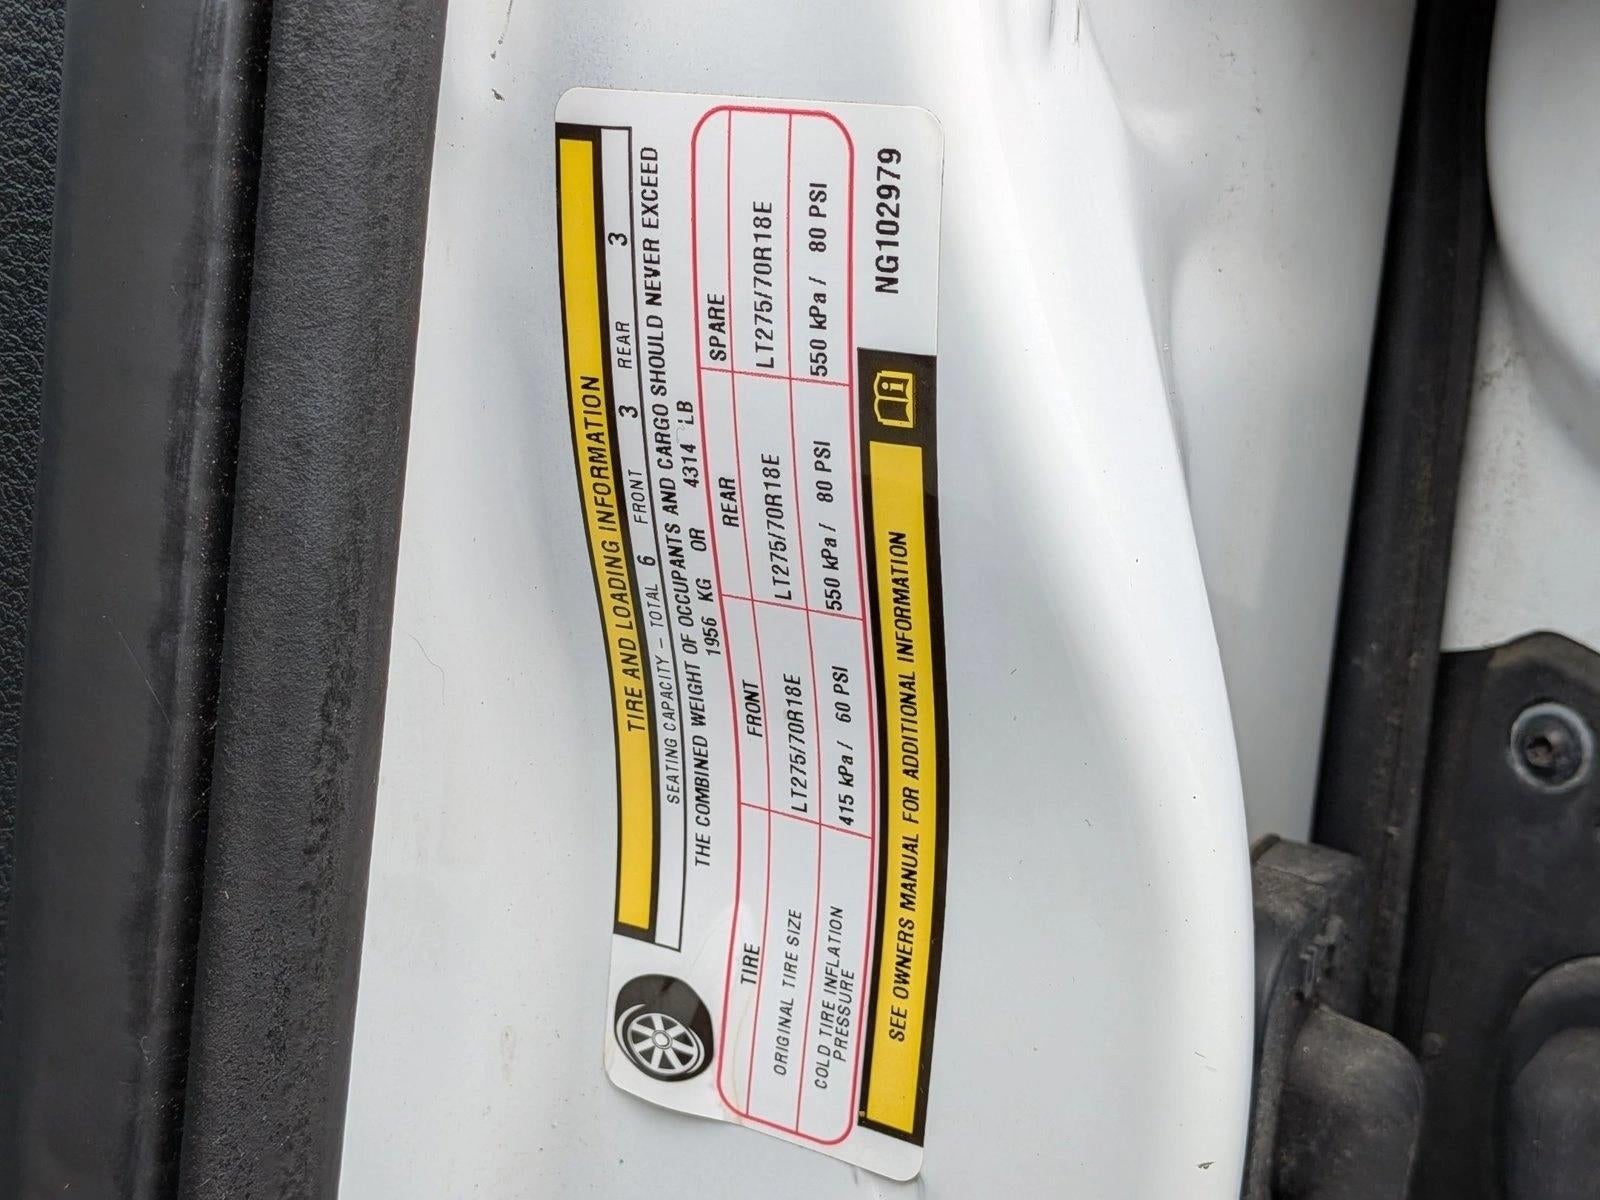 TIRE AND LOADING INFORMATION
SEATING CAPACITY – TOTAL 6 FRONT 3 REAR 3
THE COMBINED WEIGHT OF OCCUPANTS AND CARGO SHOULD NEVER EXCEED
1956 KG OR 4314 LB
TIRE FRONT REAR SPARE
ORIGINAL TIRE SIZE LT275/70R18E LT275/70R18E LT275/70R18E
COLD TIRE INFLATION
PRESSURE 415 kPa / 60 PSI 550 kPa / 80 PSI 550 kPa / 80 PSI
SEE OWNERS MANUAL FOR ADDITIONAL INFORMATION
NG102979